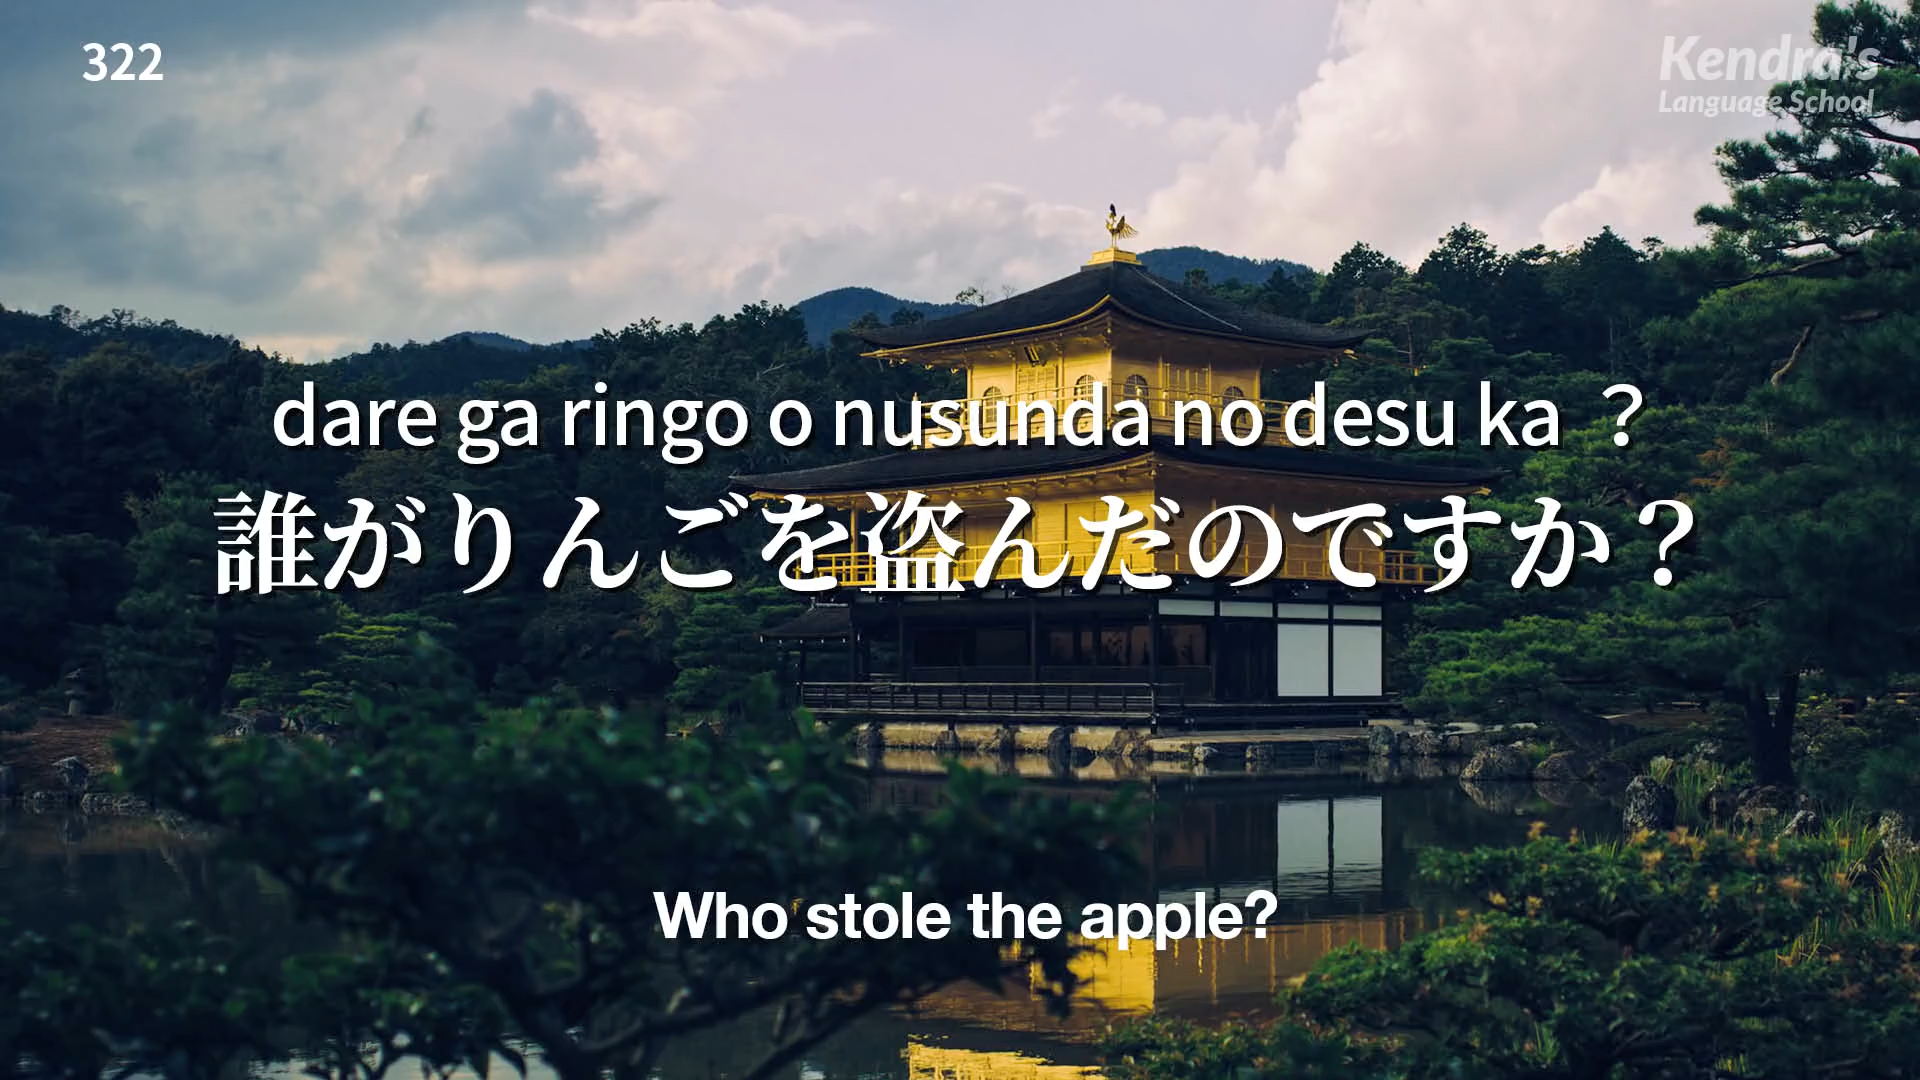 322
Kendra's
Language School
dare ga ringo o nusunda no desu ka ？
誰がりんごを盗んだのですか？
Who stole the apple?